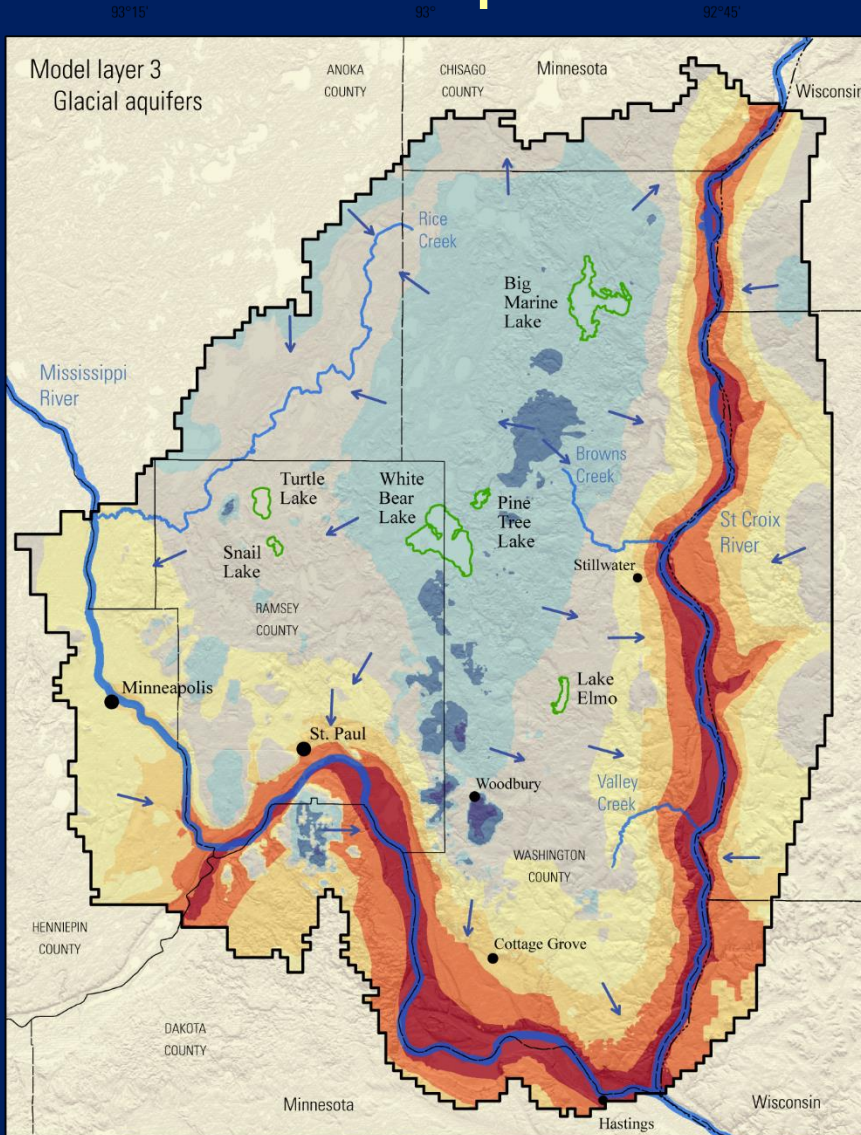 93°15'
93°
92°45'
Model layer 3
Glacial aquifers
ANOKA
COUNTY
CHISAGO
COUNTY
Minnesota
Wisconsin
Rice
Creek
Big
Marine
Lake
Mississippi
River
Browns
Creek
Turtle
Lake
White
Bear
Lake
Pine
Tree
Lake
St Croix
River
Snail
Lake
Stillwater
RAMSEY
COUNTY
Minneapolis
Lake
Elmo
St. Paul
Woodbury
Valley
Creek
WASHINGTON
COUNTY
HENNIEPIN
COUNTY
Cottage Grove
DAKOTA
COUNTY
Minnesota
Wisconsin
Hastings